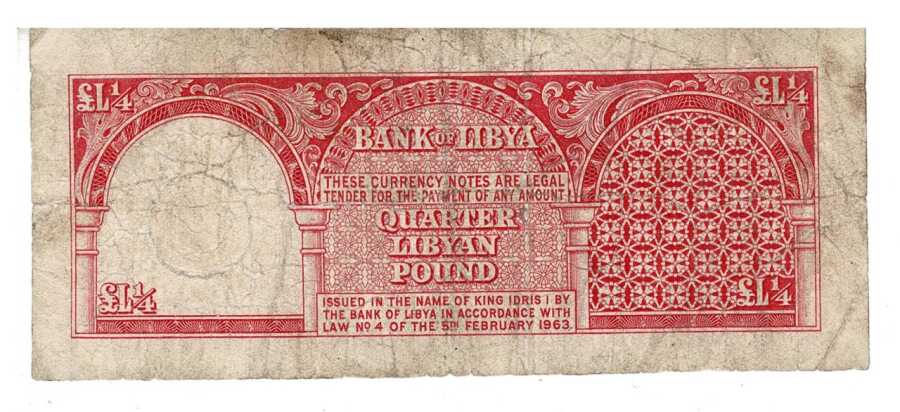 £L¼ £L¼
BANK OF LIBYA
THESE CURRENCY NOTES ARE LEGAL
TENDER FOR THE PAYMENT OF ANY AMOUNT
QUARTER
LIBYAN
POUND
£L¼ £L¼
ISSUED IN THE NAME OF KING IDRIS I BY
THE BANK OF LIBYA IN ACCORDANCE WITH
LAW Nº 4 OF THE 5TH FEBRUARY 1963.